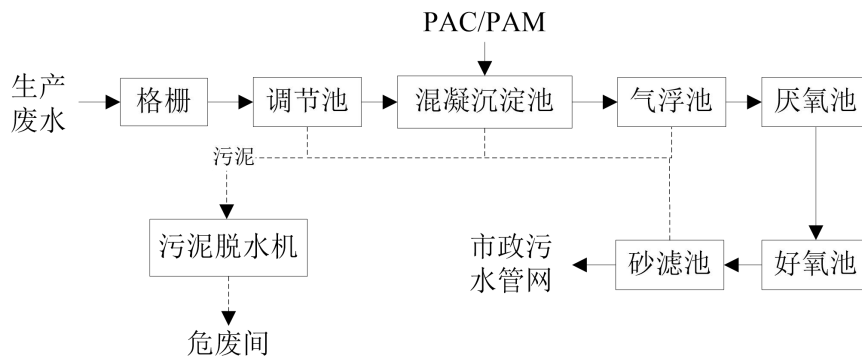 PAC/PAM
生产
废水
格栅
调节池
混凝沉淀池
气浮池
厌氧池
污泥
污泥脱水机
市政污
水管网
砂滤池
好氧池
危废间